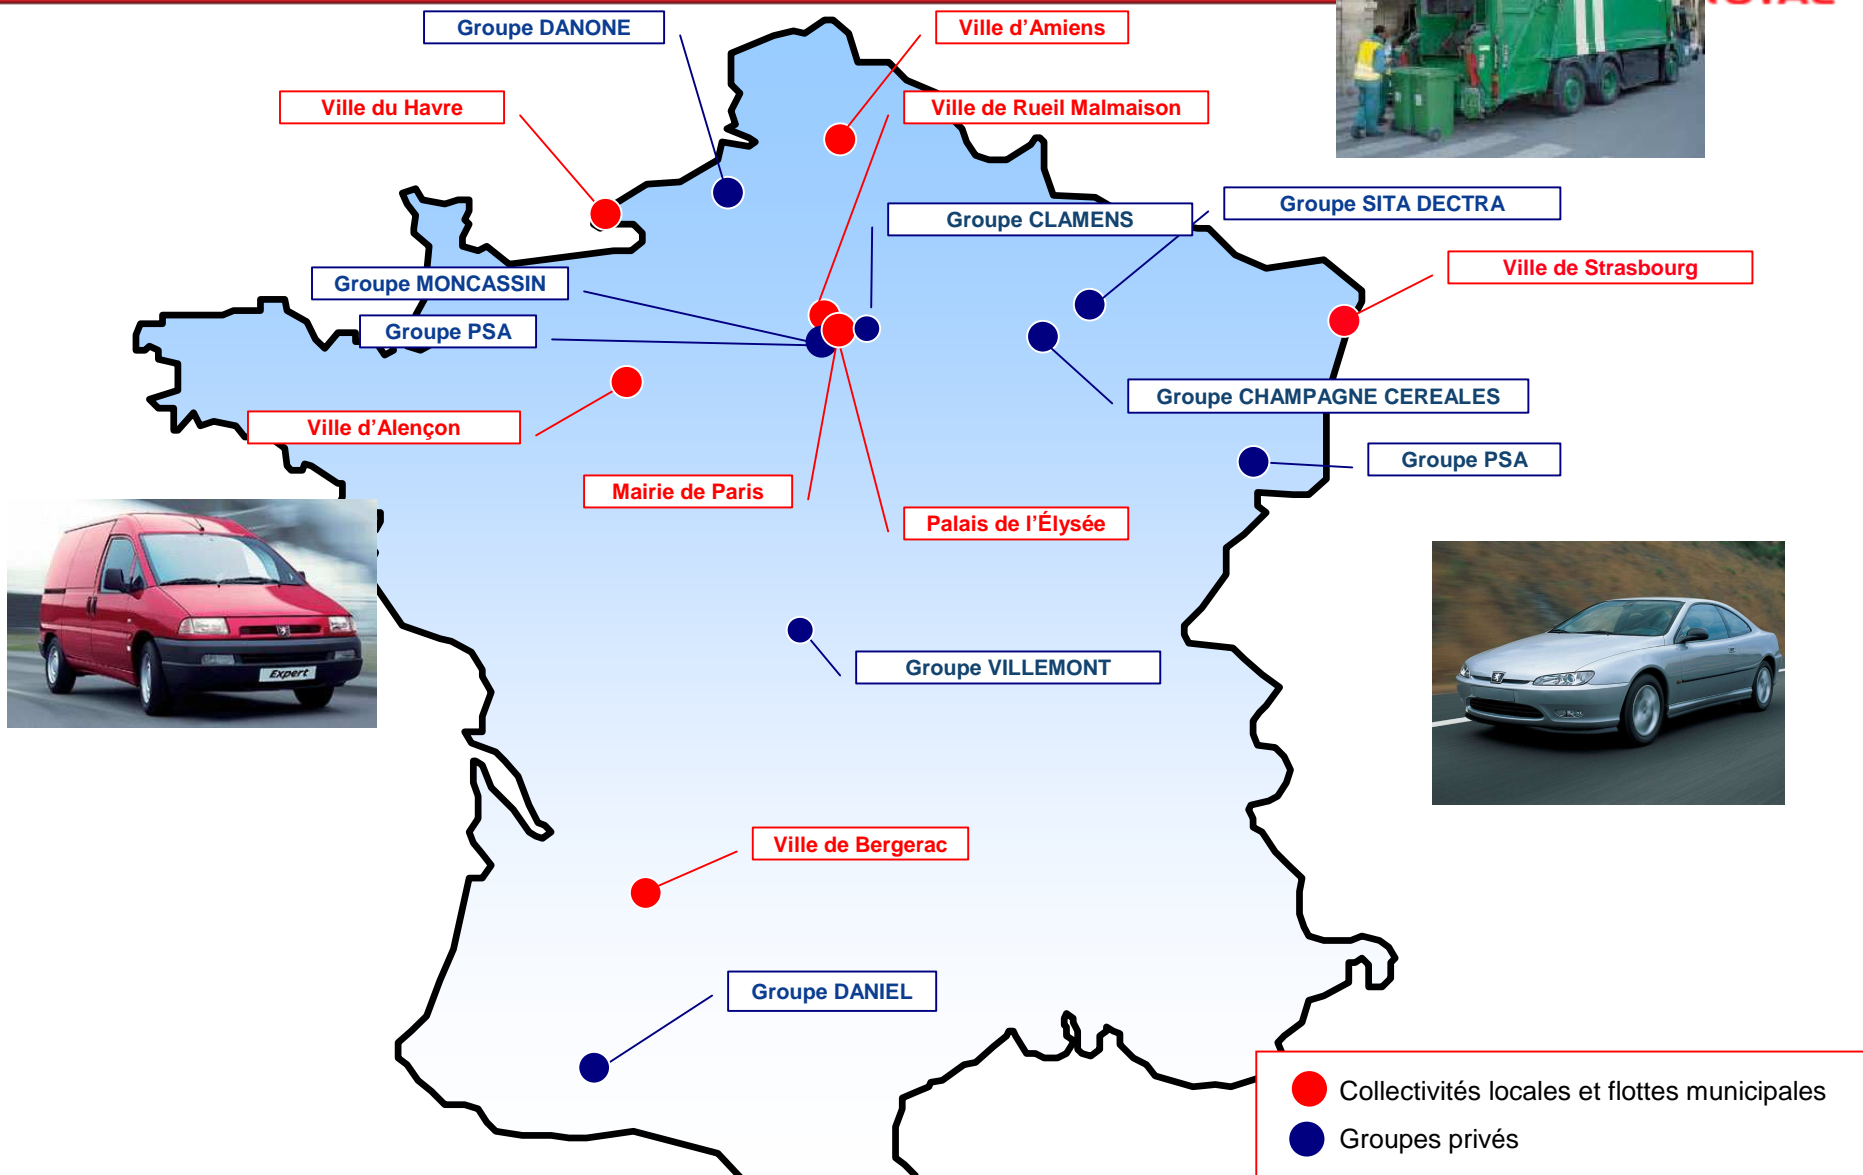 Groupe DANONE
Ville d'Amiens
Ville du Havre
Ville de Rueil Malmaison
Groupe SITA DECTRA
Groupe CLAMENS
Ville de Strasbourg
Groupe MONCASSIN
Groupe PSA
Groupe CHAMPAGNE CEREALES
Ville d'Alençon
Groupe PSA
Mairie de Paris
Palais de l'Élysée
Groupe VILLEMONT
Expert
Ville de Bergerac
Groupe DANIEL
Collectivités locales et flottes municipales
Groupes privés